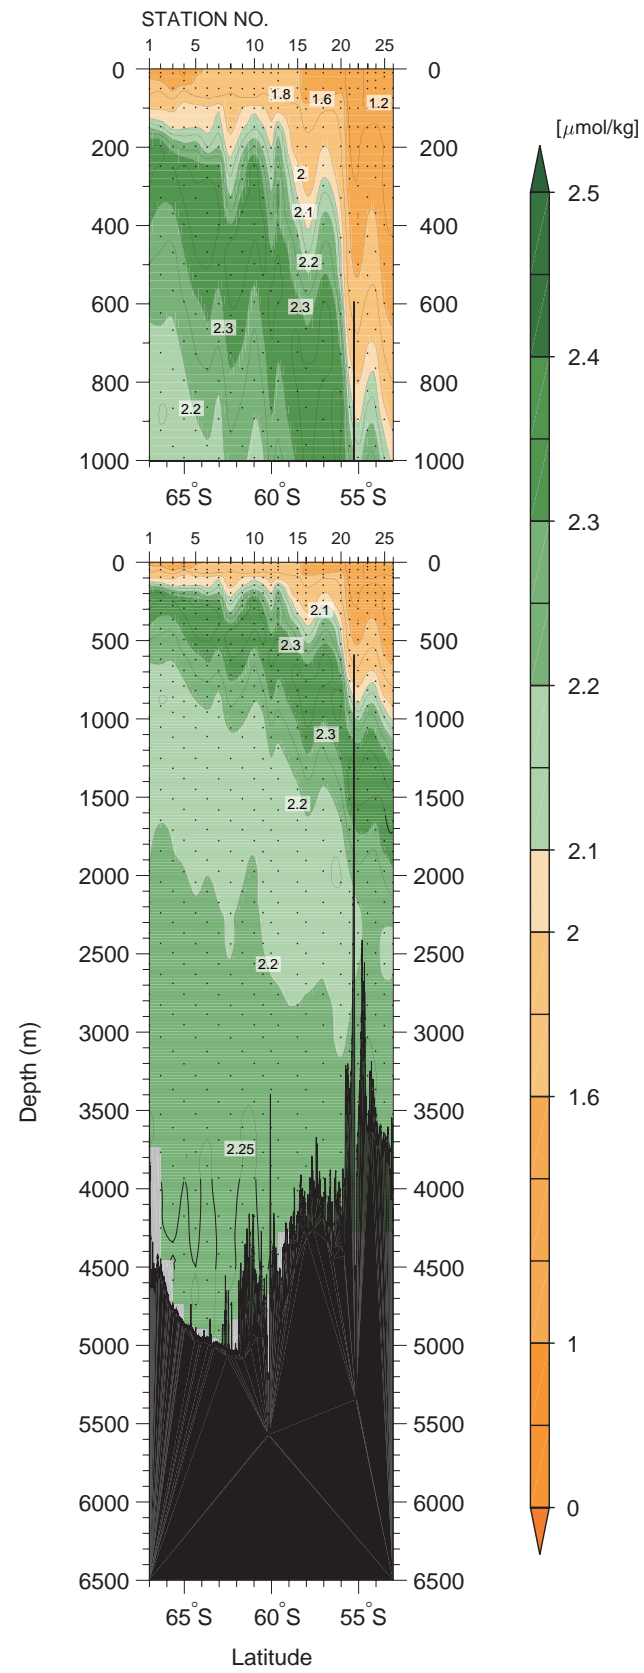 STATION NO.
1 5 10 15 20 25
0 0
1.8 1.6 1.2
200 200
2
2.1
400 400
2.2
600 2.3 600
2.3
800 800
2.2
1000 1000
65°S 60°S 55°S
[μmol/kg]
2.5
2.4
2.3
2.2
2.1
2
1.6
1
0
1 5 10 15 20 25
0 0
2.1
500 2.3 500
1000 1000
2.3
1500 2.2 1500
2000 2000
2500 2500
2.2
3000 3000
3500 3500
2.25
4000 4000
4500 4500
5000 5000
5500 5500
6000 6000
6500 6500
65°S 60°S 55°S
Depth (m)
Latitude